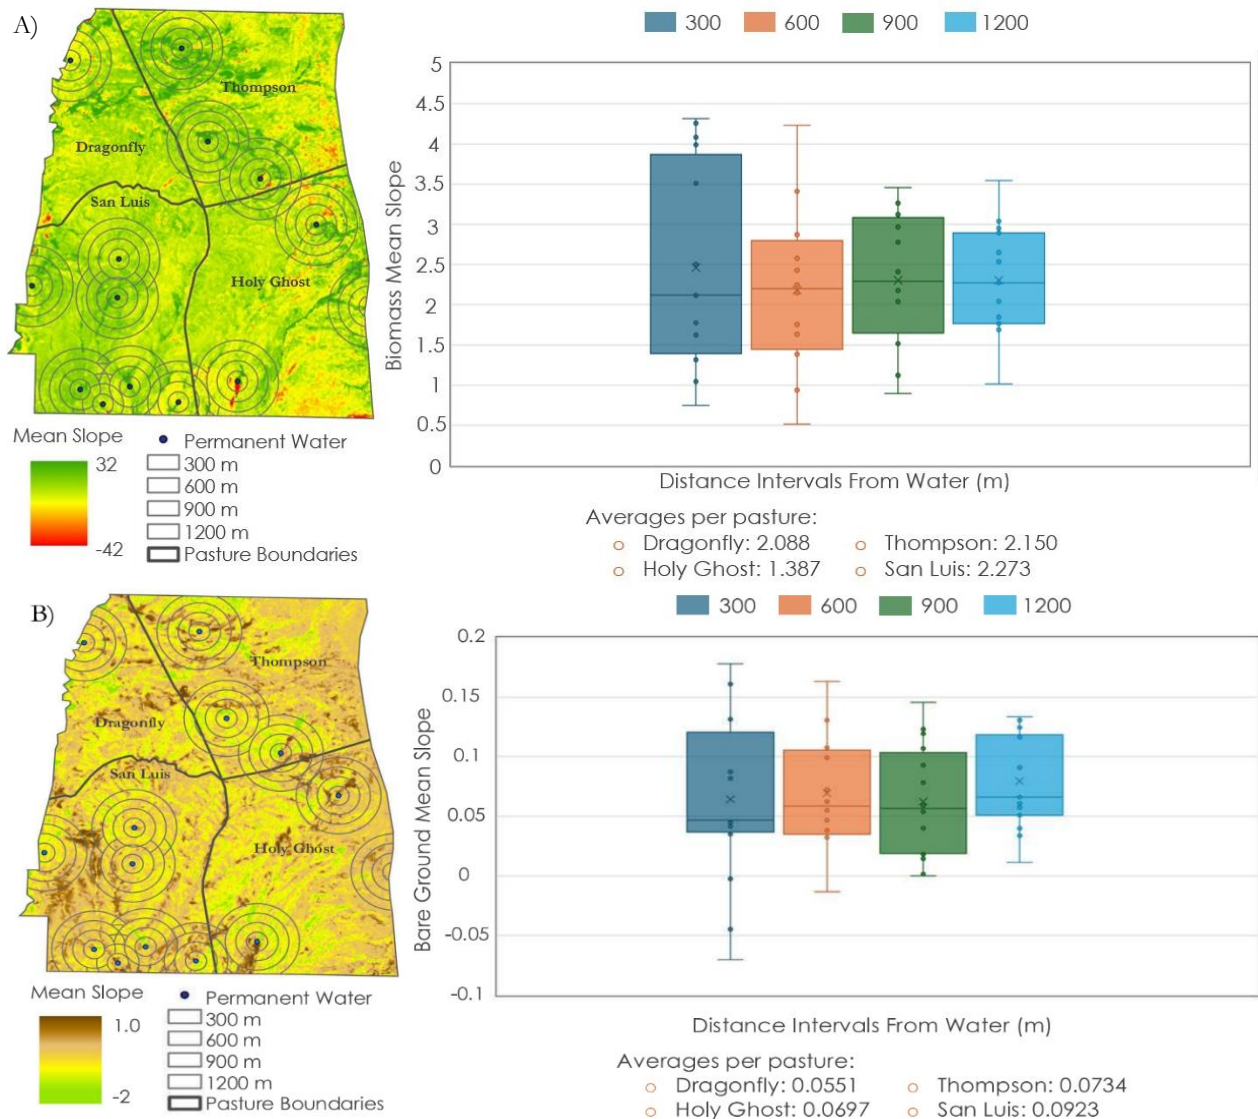 A)
Thompson
Dragonfly
San Luis
Holy Ghost
Mean Slope
32
-42
Permanent Water
300 m
600 m
900 m
1200 m
Pasture Boundaries
300 600 900 1200
Biomass Mean Slope
5
4.5
4
3.5
3
2.5
2
1.5
1
0.5
0
Distance Intervals From Water (m)
Averages per pasture:
Dragonfly: 2.088 Thompson: 2.150
Holy Ghost: 1.387 San Luis: 2.273
B)
Thompson
Dragonfly
San Luis
Holy Ghost
Mean Slope
1.0
-2
Permanent Water
300 m
600 m
900 m
1200 m
Pasture Boundaries
300 600 900 1200
Bare Ground Mean Slope
0.2
0.15
0.1
0.05
0
-0.05
-0.1
Distance Intervals From Water (m)
Averages per pasture:
Dragonfly: 0.0551 Thompson: 0.0734
Holy Ghost: 0.0697 San Luis: 0.0923